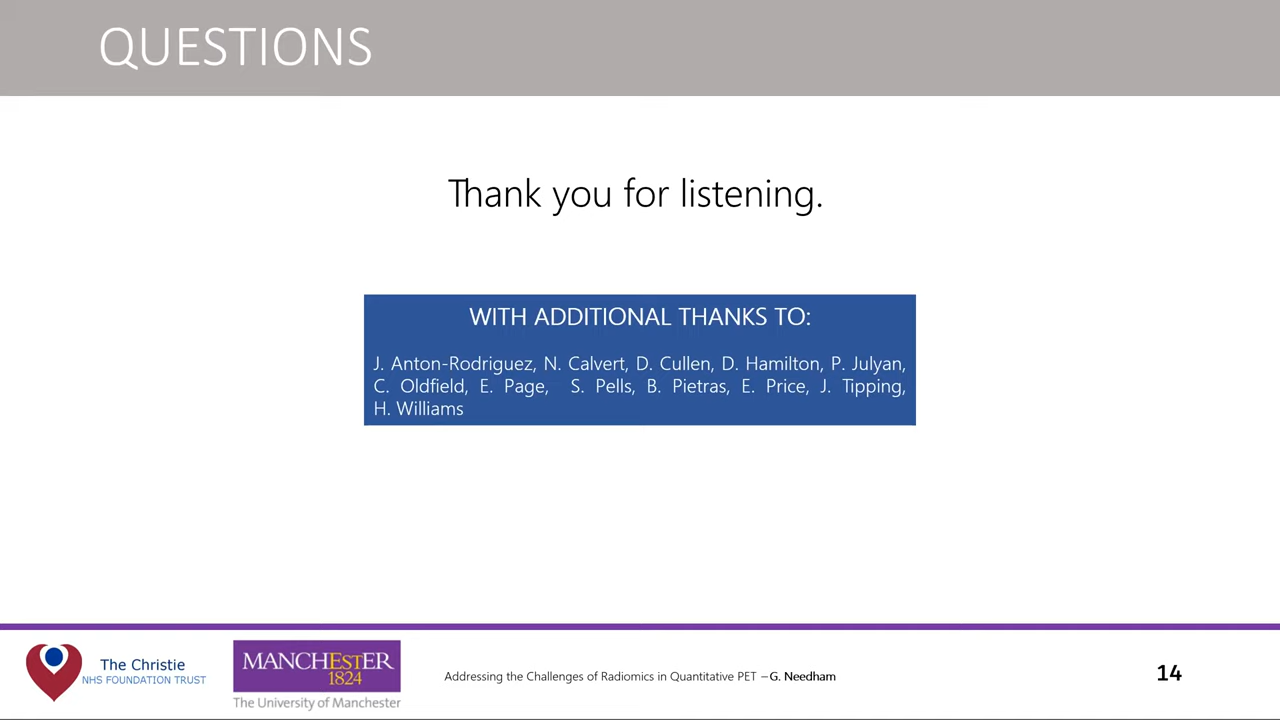 QUESTIONS
Thank you for listening.
WITH ADDITIONAL THANKS TO:
J. Anton-Rodriguez, N. Calvert, D. Cullen, D. Hamilton, P. Julyan,
C. Oldfield, E. Page, S. Pells, B. Pietras, E. Price, J. Tipping,
H. Williams
The Christie
NHS FOUNDATION TRUST
MANCHESTER
1824
The University of Manchester
Addressing the Challenges of Radiomics in Quantitative PET – G. Needham
14